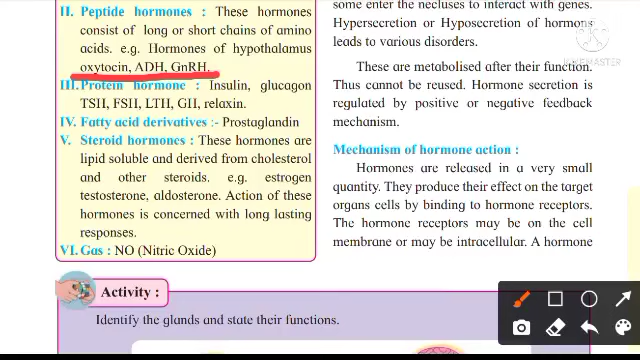 II. Peptide hormones : These hormones
consist of long or short chains of amino
acids. e.g. Hormones of hypothalamus
oxytocin, ADH, GnRH.
III. Protein hormone : Insulin, glucagon
TSH, FSH, LTH, GH, relaxin.
IV. Fatty acid derivatives :- Prostaglandin
V. Steroid hormones: These hormones are
lipid soluble and derived from cholesterol
and other steroids. e.g. estrogen
testosterone, aldosterone. Action of these
hormones is concerned with long lasting
responses.
VI. Gas : NO (Nitric Oxide)
Activity :
Identify the glands and state their functions.
some enter the necluses to interact with genes.
Hypersecretion or Hyposecretion of hormons
leads to various disorders.
These are metabolised after their function.
Thus cannot be reused. Hormone secretion is
regulated by positive or negative feedback
mechanism.
Mechanism of hormone action :
Hormones are released in a very small
quantity. They produce their effect on the target
organs cells by binding to hormone receptors.
The hormone receptors may be on the cell
membrane or may be intracellular. A hormone
KINEMASTER